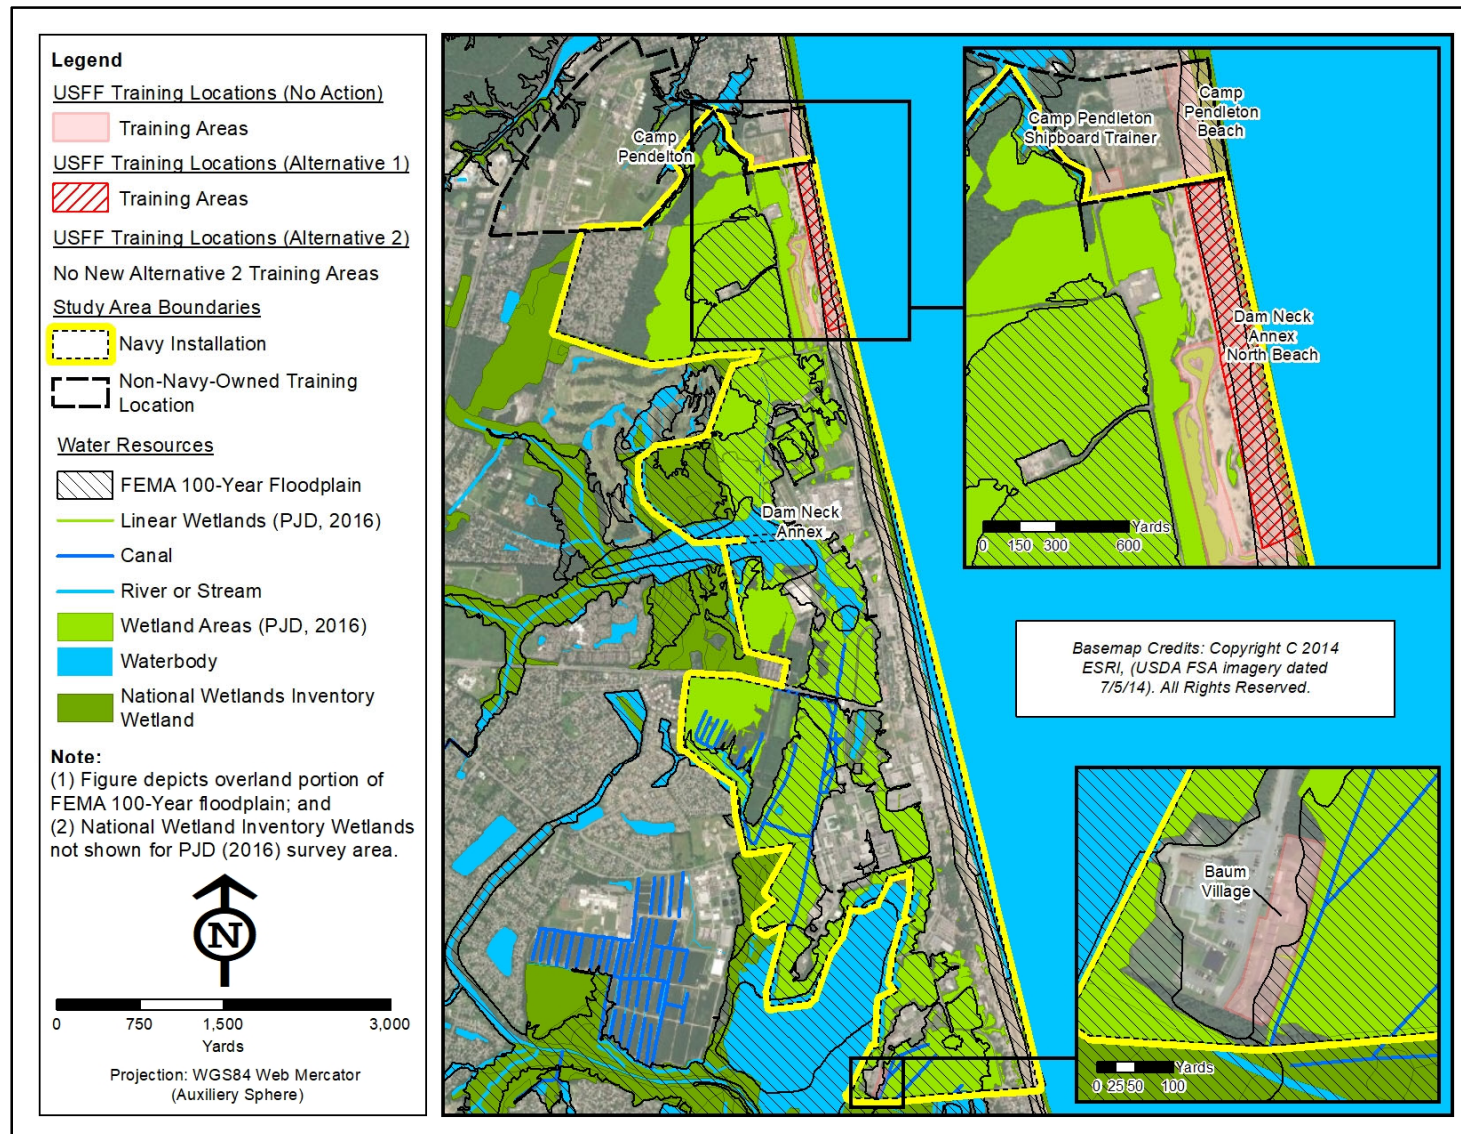 Legend
USFF Training Locations (No Action)
Training Areas
USFF Training Locations (Alternative 1)
Training Areas
USFF Training Locations (Alternative 2)
No New Alternative 2 Training Areas
Study Area Boundaries
Navy Installation
Non-Navy-Owned Training
Location
Water Resources
FEMA 100-Year Floodplain
Linear Wetlands (PJD, 2016)
Canal
River or Stream
Wetland Areas (PJD, 2016)
Waterbody
National Wetlands Inventory
Wetland
Note:
(1) Figure depicts overland portion of
FEMA 100-Year floodplain; and
(2) National Wetland Inventory Wetlands
not shown for PJD (2016) survey area.
N
0 750 1,500 3,000
Yards
Projection: WGS84 Web Mercator
(Auxiliery Sphere)
Camp
Pendelton
Dam Neck
Annex
Camp Pendleton
Shipboard Trainer
Camp
Pendleton
Beach
Dam Neck
Annex
North Beach
Yards
0 150 300 600
Basemap Credits: Copyright C 2014
ESRI, (USDA FSA imagery dated
7/5/14). All Rights Reserved.
Baum
Village
Yards
0 25 50 100